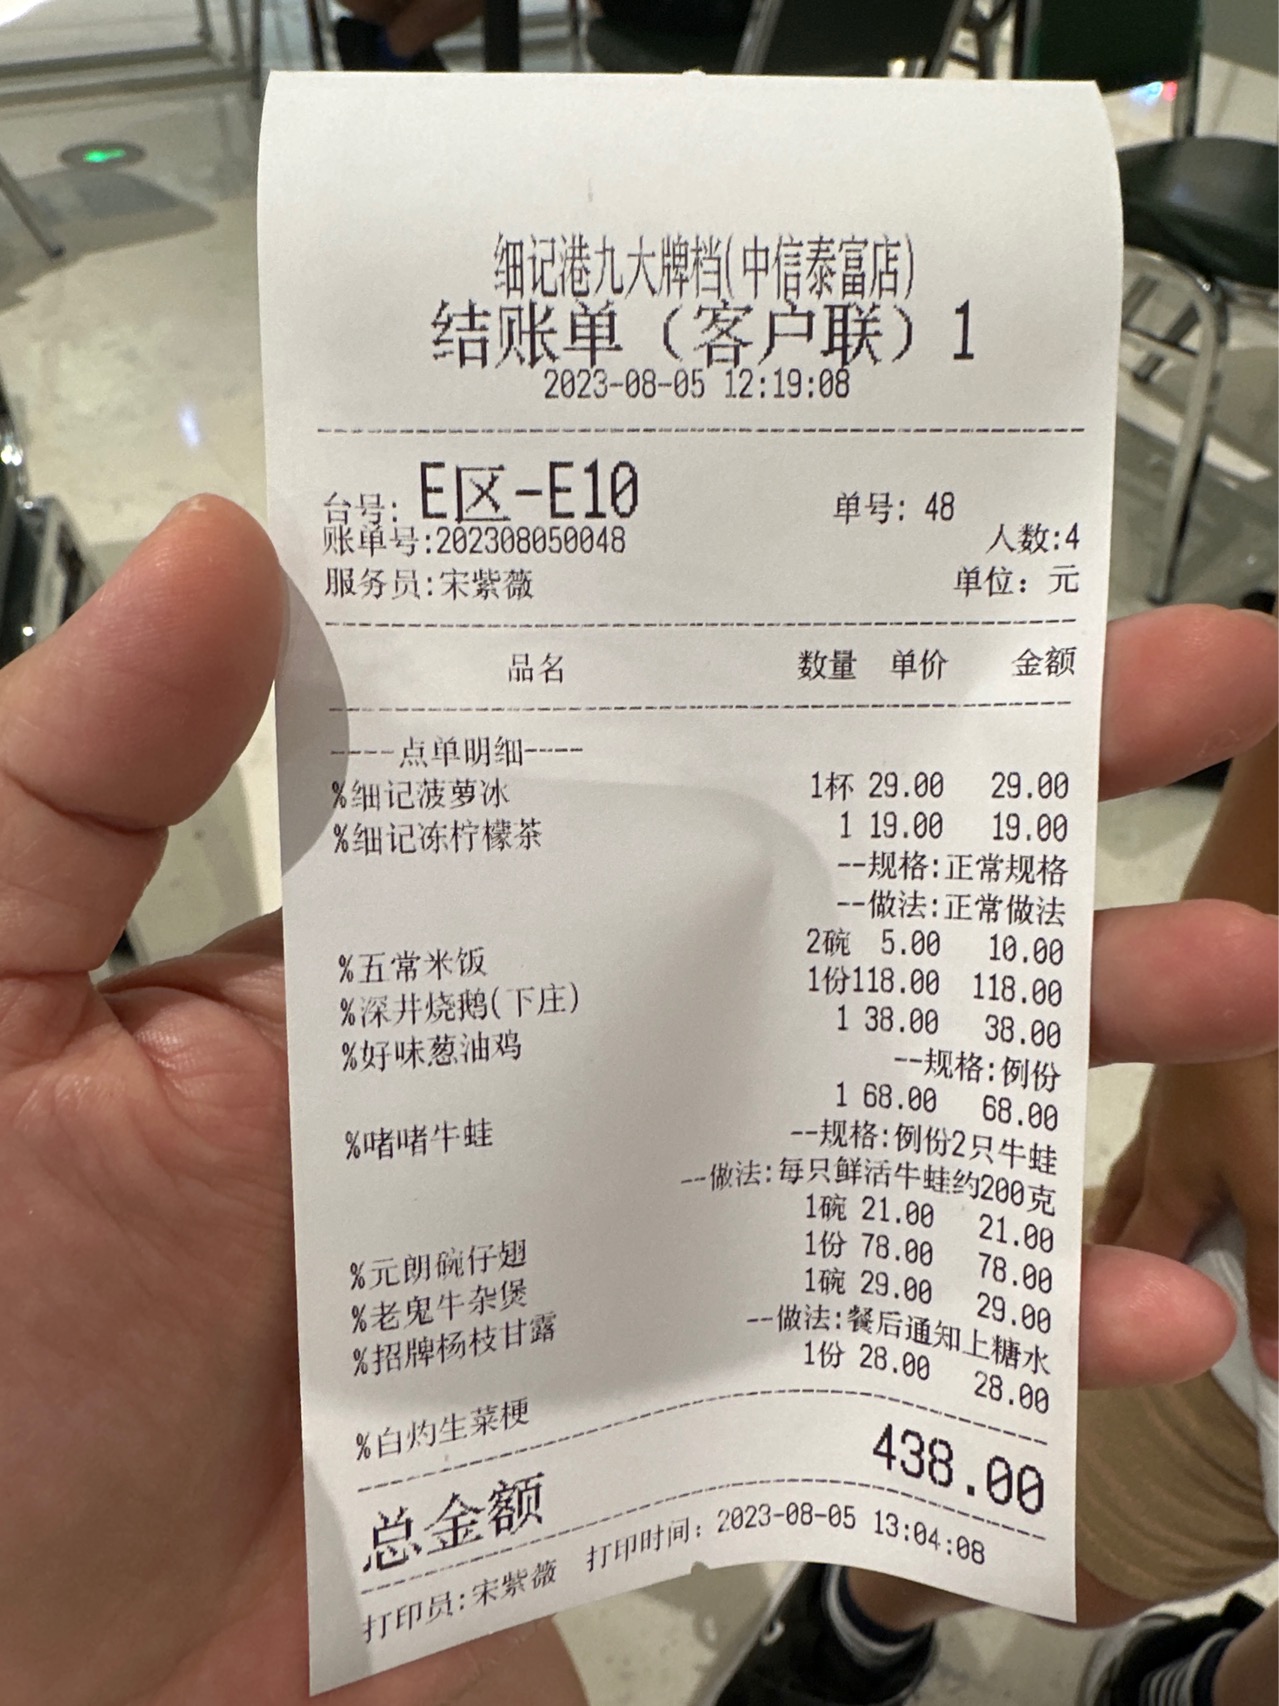 细记港九大牌档(中信泰富店)
结账单（客户联）1
2023-08-05 12:19:08
台号: E区-E10 单号: 48
账单号:202308050048 人数:4
服务员:宋紫薇 单位: 元
品名 数量 单价 金额
----点单明细----
%细记菠萝冰 1杯 29.00 29.00
%细记冻柠檬茶 1 19.00 19.00
--规格:正常规格
--做法:正常做法
%五常米饭 2碗 5.00 10.00
%深井烧鹅(下庄) 1份118.00 118.00
%好味葱油鸡 1 38.00 38.00
--规格:例份
%啫啫牛蛙 1 68.00 68.00
--规格:例份2只牛蛙
--做法:每只鲜活牛蛙约200克
%元朗碗仔翅 1碗 21.00 21.00
%老鬼牛杂煲 1份 78.00 78.00
%招牌杨枝甘露 1碗 29.00 29.00
--做法:餐后通知上糖水
%白灼生菜梗 1份 28.00 28.00
总金额 438.00
打印员:宋紫薇 打印时间: 2023-08-05 13:04:08